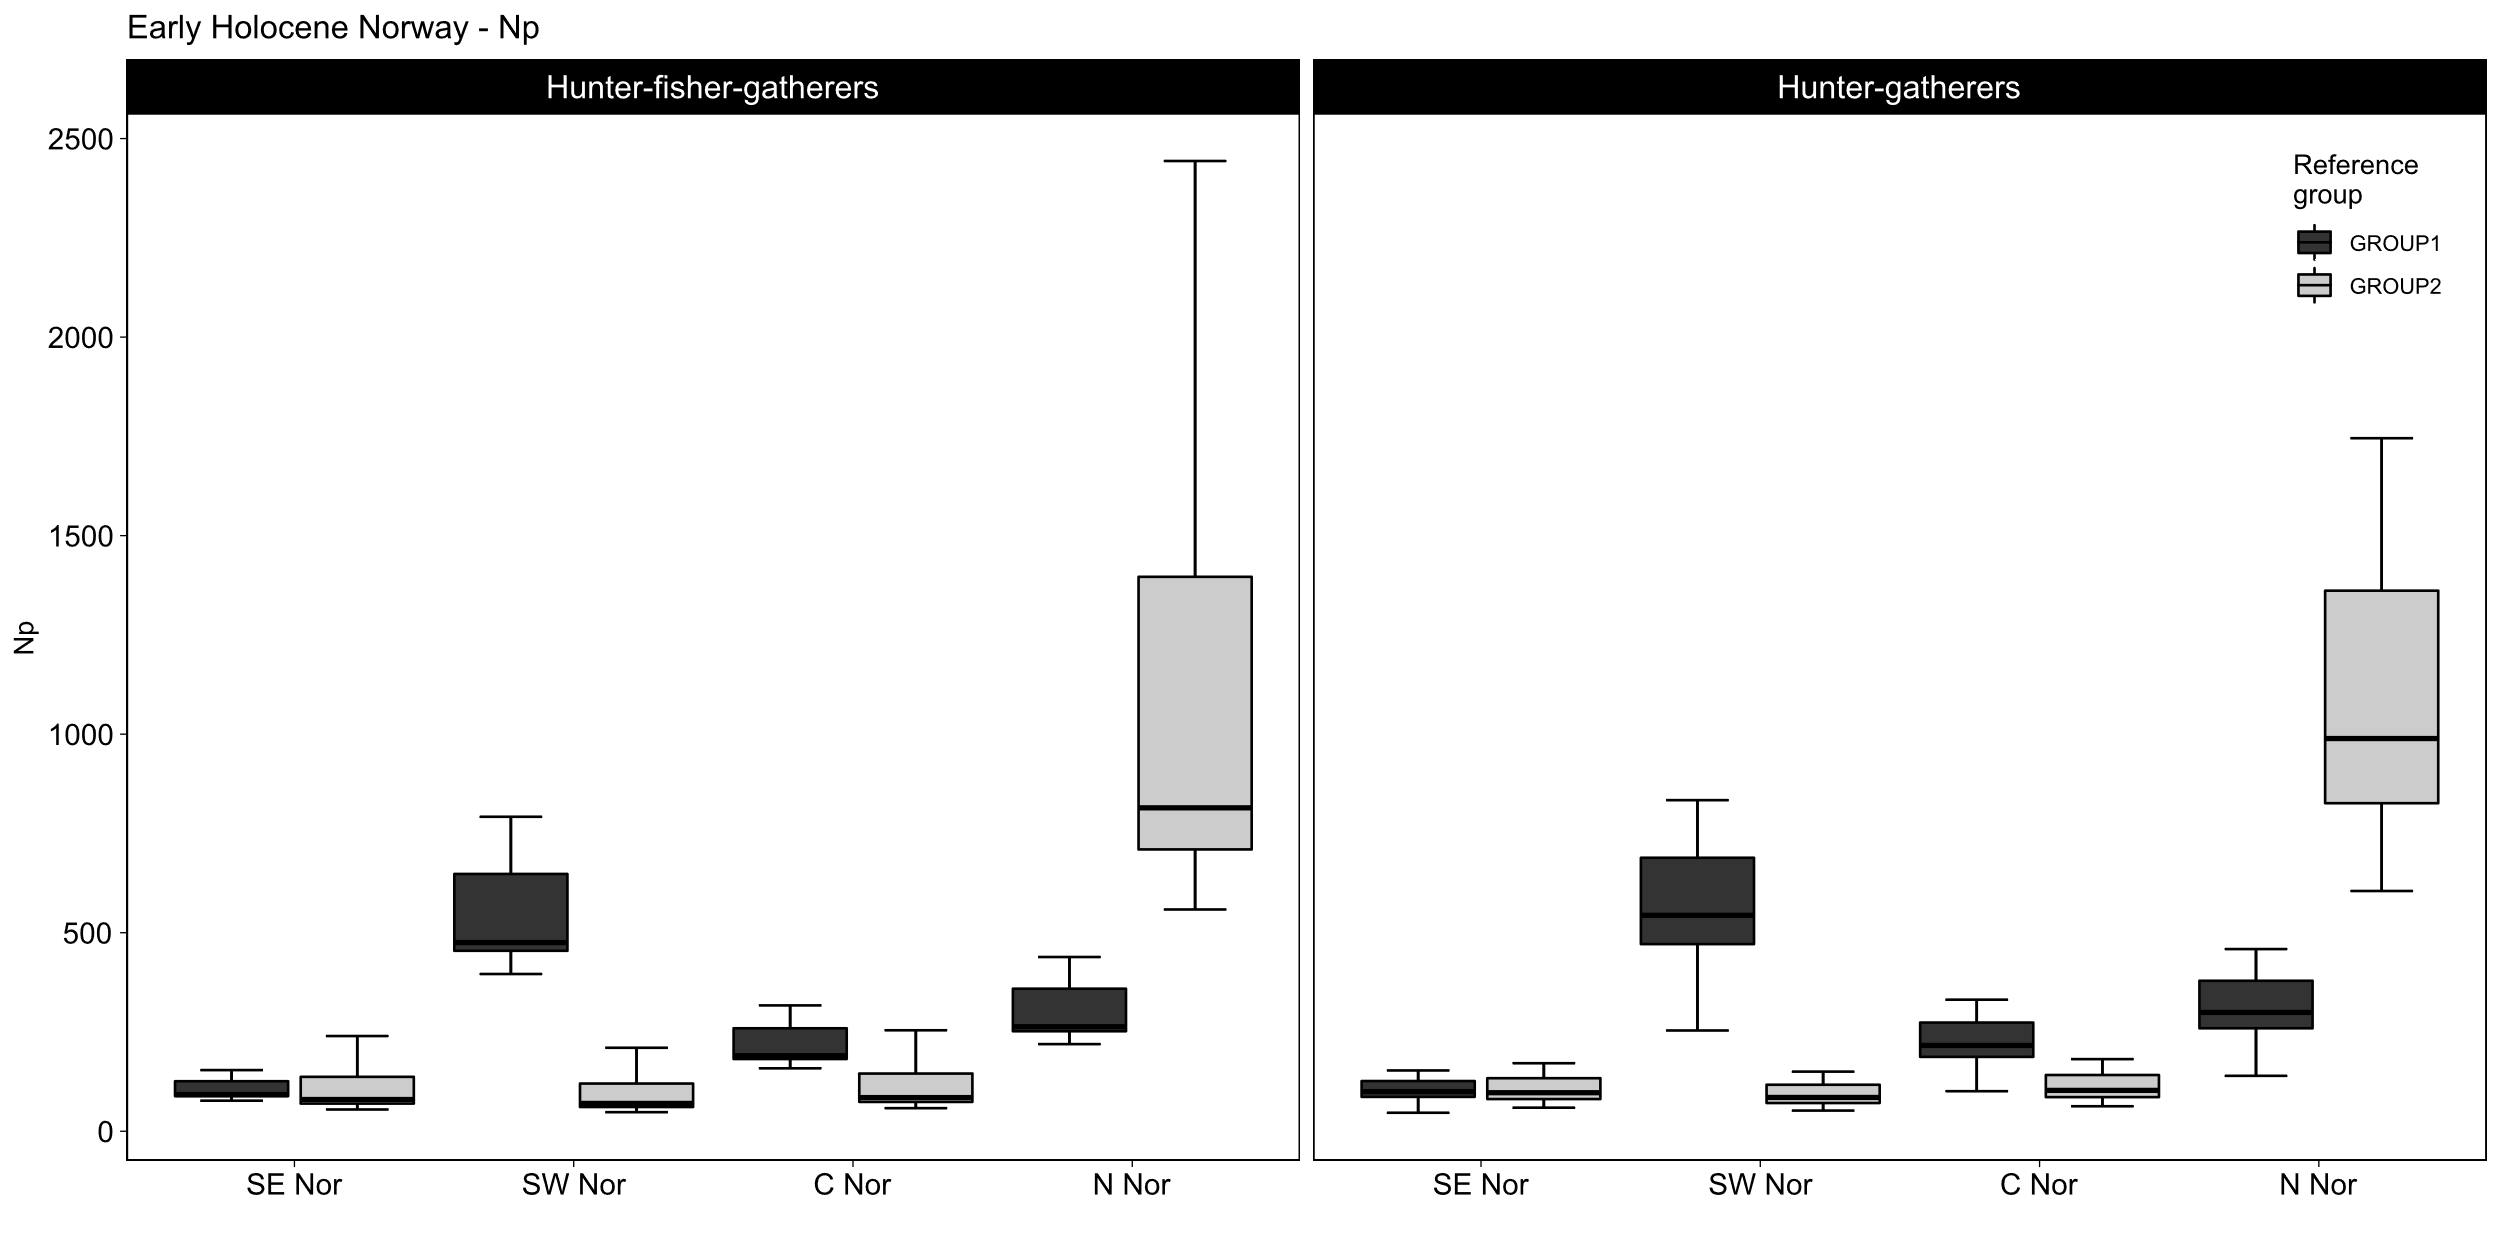 Early Holocene Norway - Np
Hunter-fisher-gatherers
Hunter-gatherers
2500
2000
1500
1000
500
0
Np
Reference
group
GROUP1
GROUP2
SE Nor
SW Nor
C Nor
N Nor
SE Nor
SW Nor
C Nor
N Nor